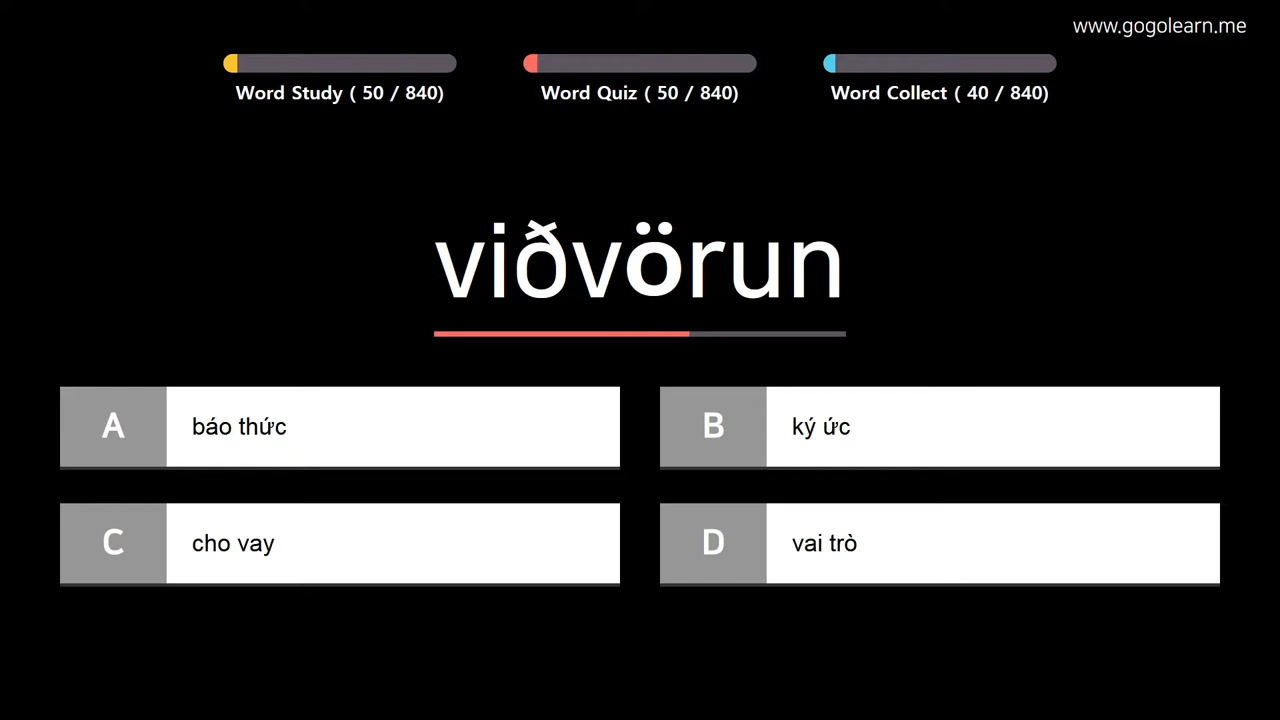 www.gogolearn.me
Word Study ( 50 / 840)
Word Quiz ( 50 / 840)
Word Collect ( 40 / 840)
viðvörun
A báo thức
B ký ức
C cho vay
D vai trò